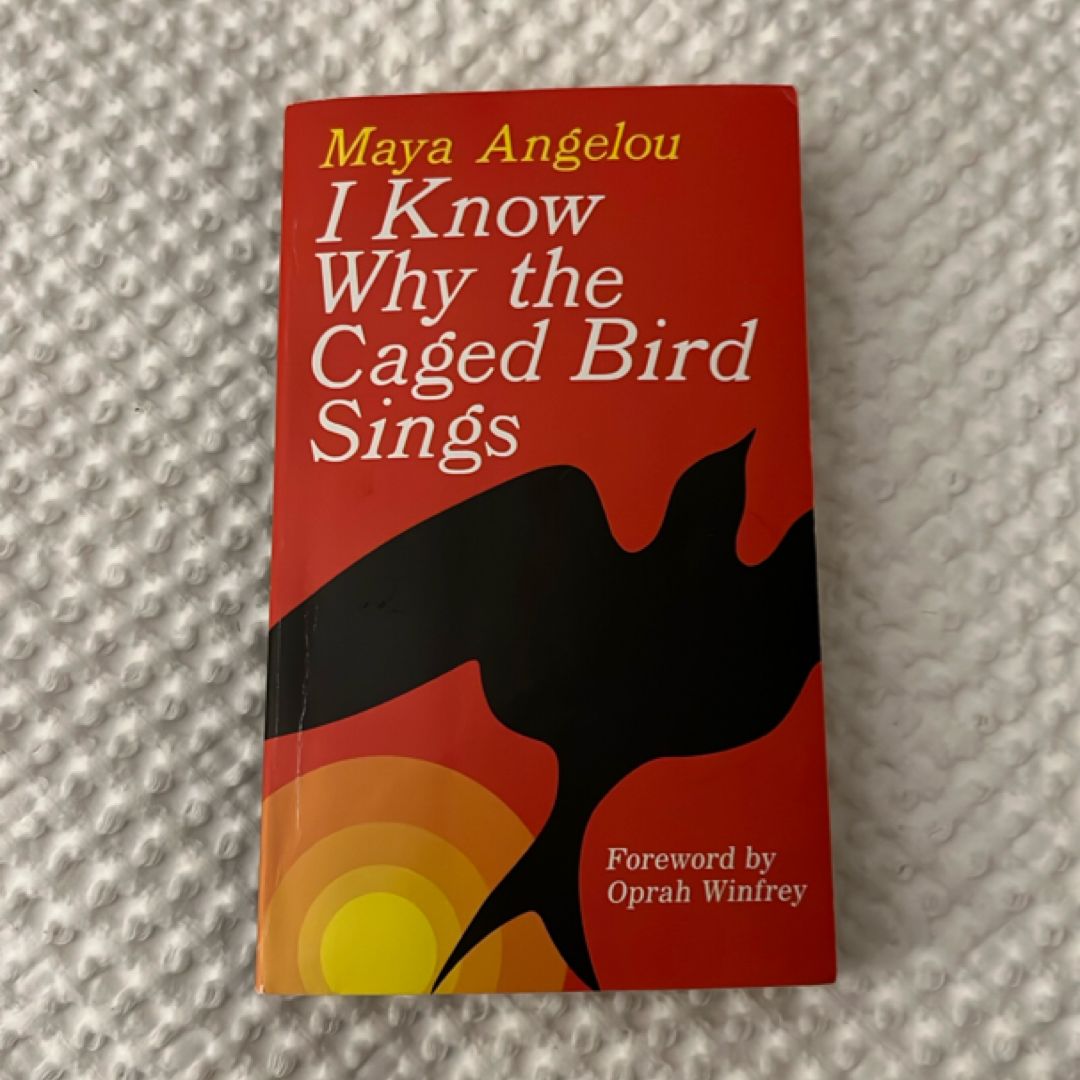 Maya Angelou
I Know
Why the
Caged Bird
Sings
Foreword by
Oprah Winfrey